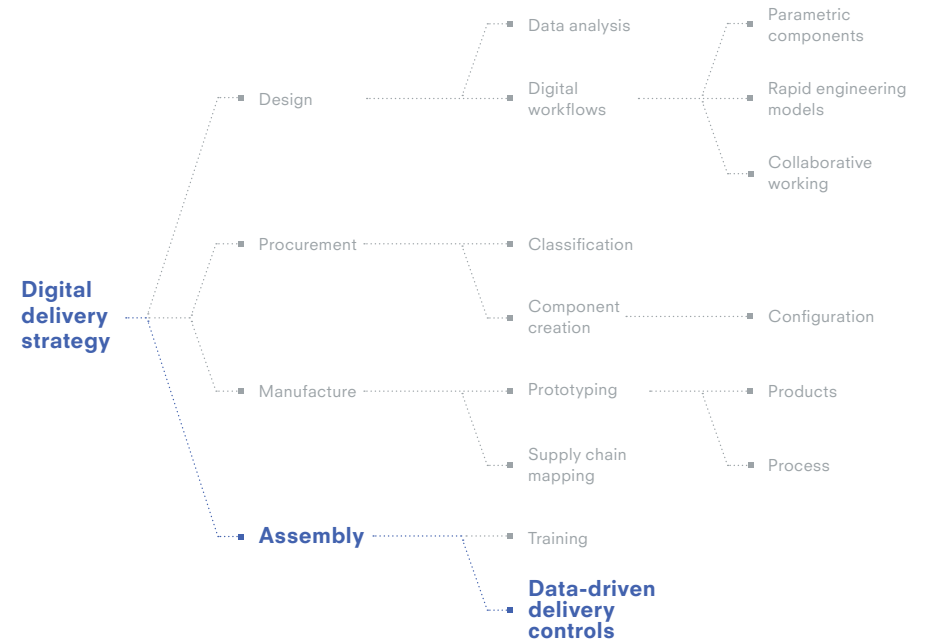 Digital
delivery
strategy
Design
Data analysis
Digital
workflows
Parametric
components
Rapid engineering
models
Collaborative
working
Procurement
Classification
Component
creation
Configuration
Manufacture
Prototyping
Products
Process
Supply chain
mapping
Assembly
Training
Data-driven
delivery
controls